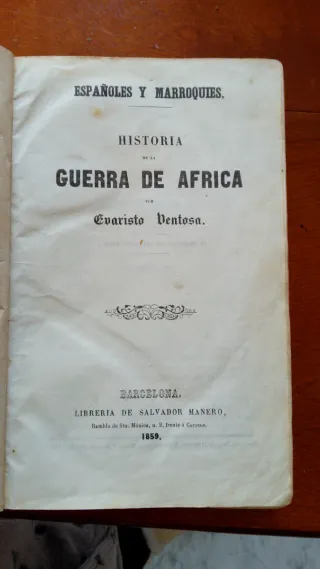 ESPAÑOLES Y MARROQUIES.
HISTORIA
DE LA
GUERRA DE AFRICA
POR
Evaristo Ventosa.
BARCELONA.
LIBRERIA DE SALVADOR MANERO,
Rambla de Sta. Mónica, n. 2, frente á Correos.
1859.